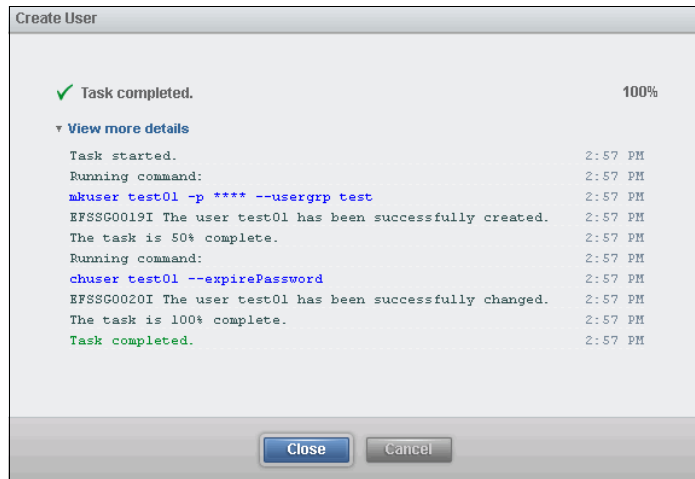 Create User
Task completed. 100%
View more details
Task started. 2:57 PM
Running command: 2:57 PM
mkuser test01 -p **** --usergrp test 2:57 PM
EFSSG0019I The user test01 has been successfully created. 2:57 PM
The task is 50% complete. 2:57 PM
Running command: 2:57 PM
chuser test01 --expirePassword 2:57 PM
EFSSG0020I The user test01 has been successfully changed. 2:57 PM
The task is 100% complete. 2:57 PM
Task completed. 2:57 PM
Close Cancel